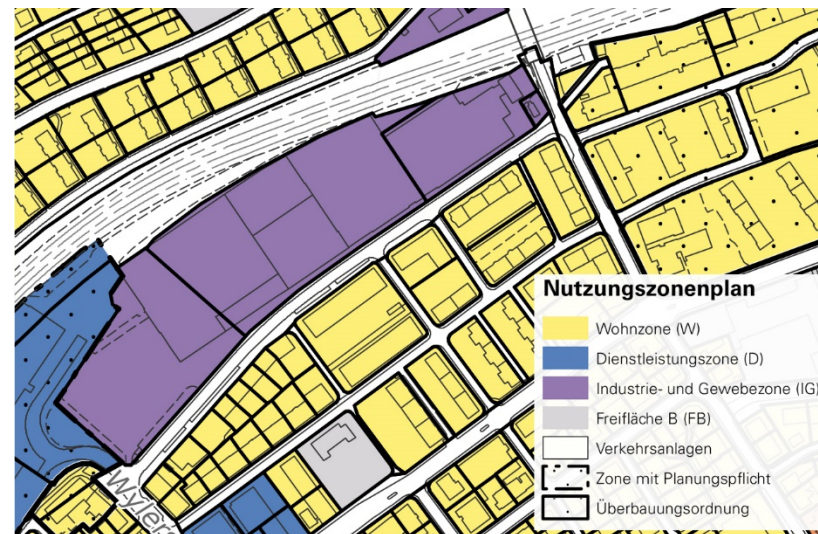 Nutzungszonenplan
Wohnzone (W)
Dienstleistungszone (D)
Industrie- und Gewebezone (IG)
Freifläche B (FB)
Verkehrsanlagen
Zone mit Planungspflicht
Überbauungsordnung